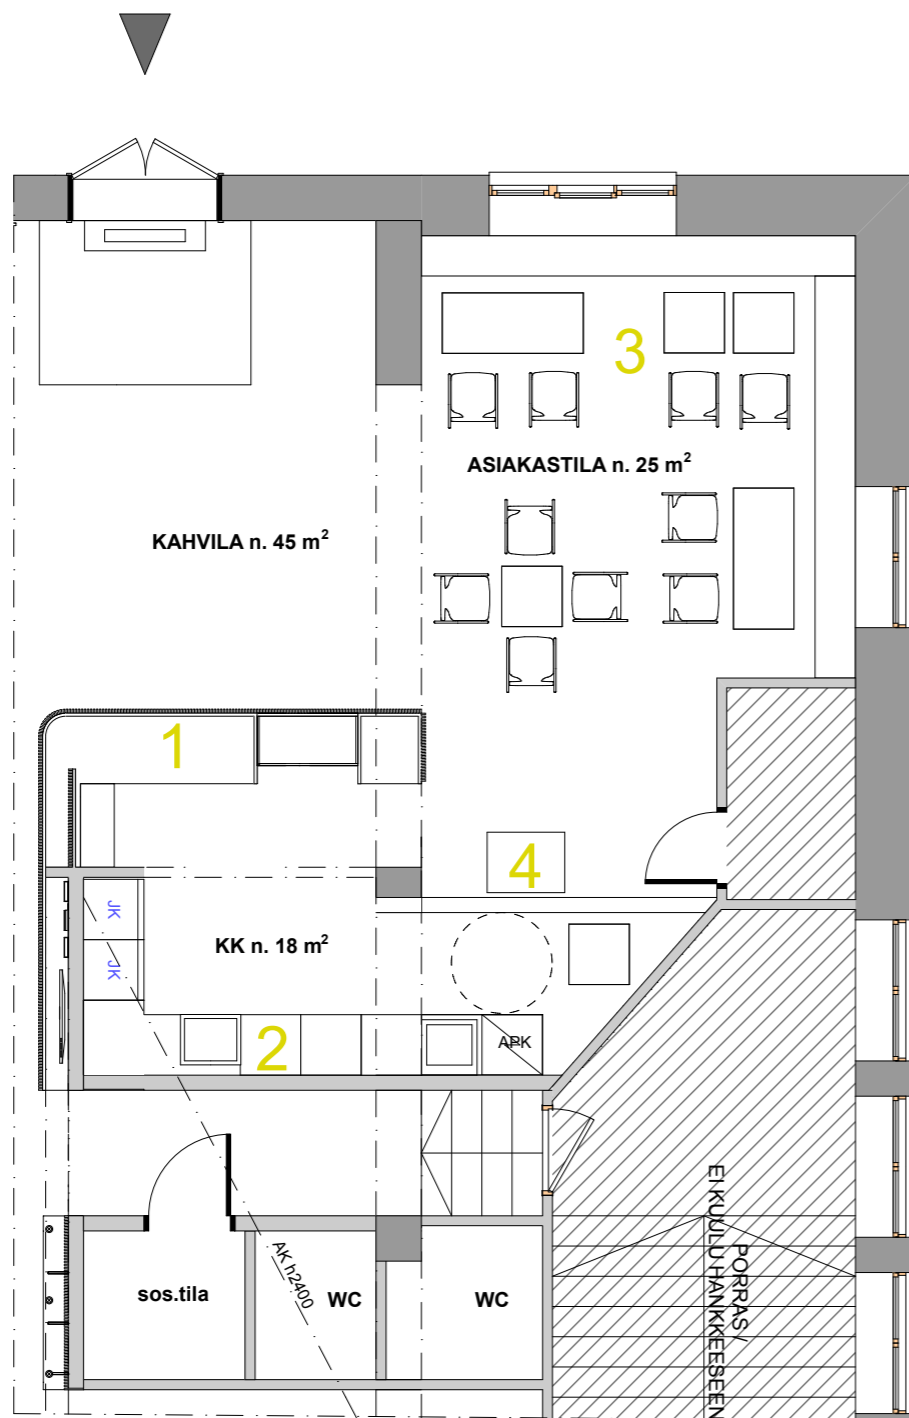 3
ASIAKASTILA n. 25 m²
KAHVILA n. 45 m²
1
4
JK
JK
KK n. 18 m²
2
APK
PORRAS /
EI KUULU HANKKEESEEN
AK h2400
sos.tila
WC
WC